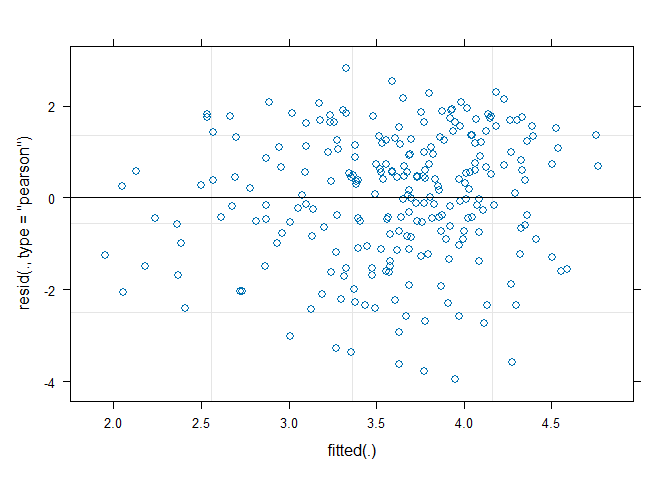 resid(., type = "pearson")
2
0
-2
-4
2.0 2.5 3.0 3.5 4.0 4.5
fitted(.)